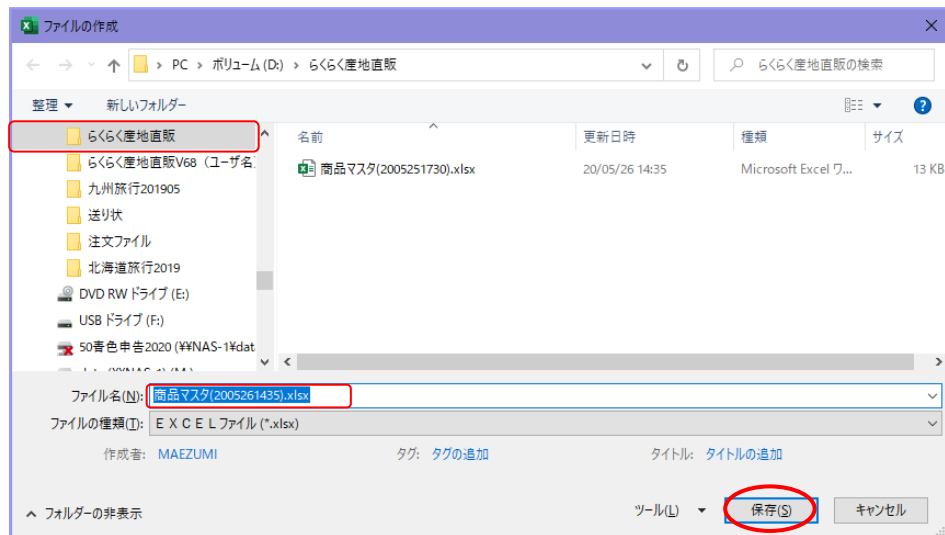 ファイルの作成
PC › ボリューム (D:) › らくらく産地直販
らくらく産地直販の検索
整理 新しいフォルダー
らくらく産地直販
らくらく産地直販V68（ユーザ名
九州旅行201905
送り状
注文ファイル
北海道旅行2019
DVD RW ドライブ (E:)
USB ドライブ (F:)
50青色申告2020 (¥¥NAS-1¥dat
名前 更新日時 種類 サイズ
商品マスタ(2005251730).xlsx 20/05/26 14:35 Microsoft Excel ワ... 13 KB
ファイル名(N): 商品マスタ(2005261435).xlsx
ファイルの種類(T): ＥＸＣＥＬファイル (*.xlsx)
作成者: MAEZUMI タグ: タグの追加 タイトル: タイトルの追加
フォルダーの非表示 ツール(L) 保存(S) キャンセル